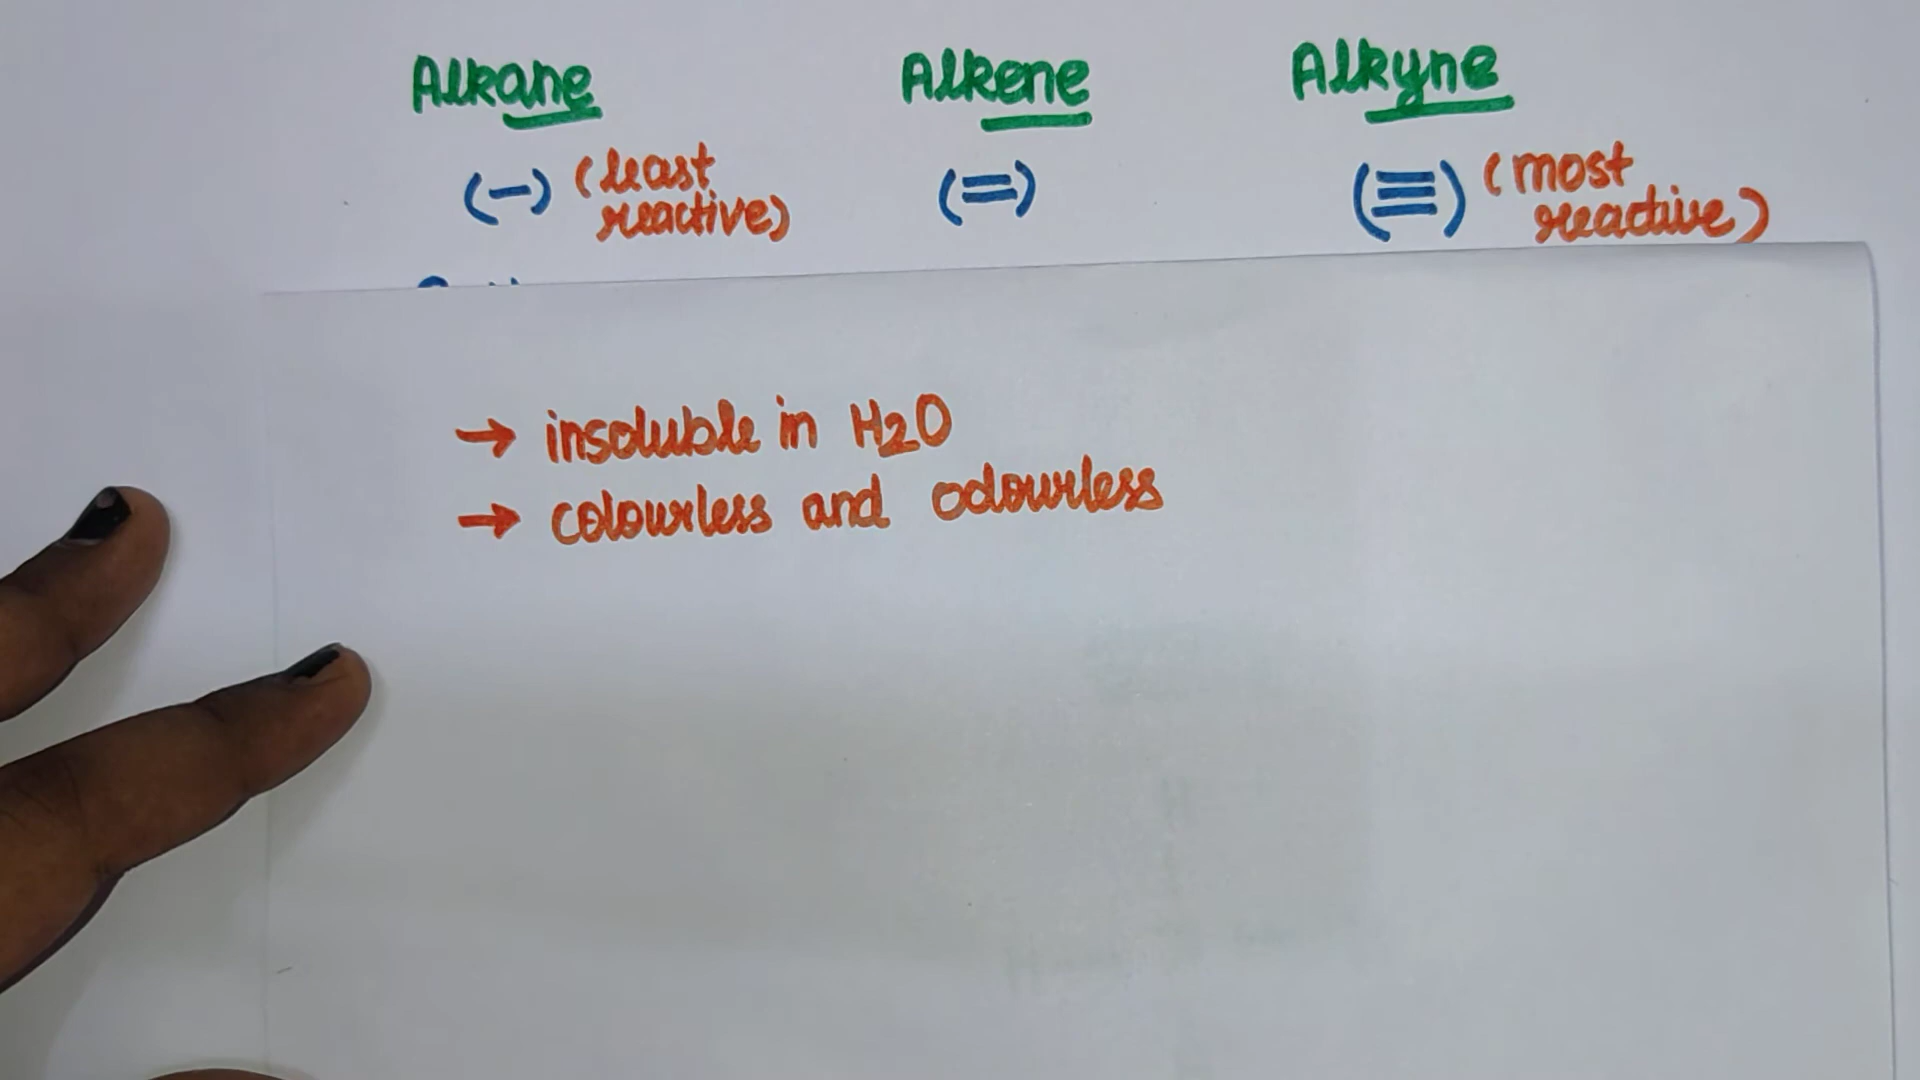 Alkane Alkene Alkyne
(-) (least reactive) (=) (≡) (most reactive)
→ insoluble in H2O
→ colourless and odourless